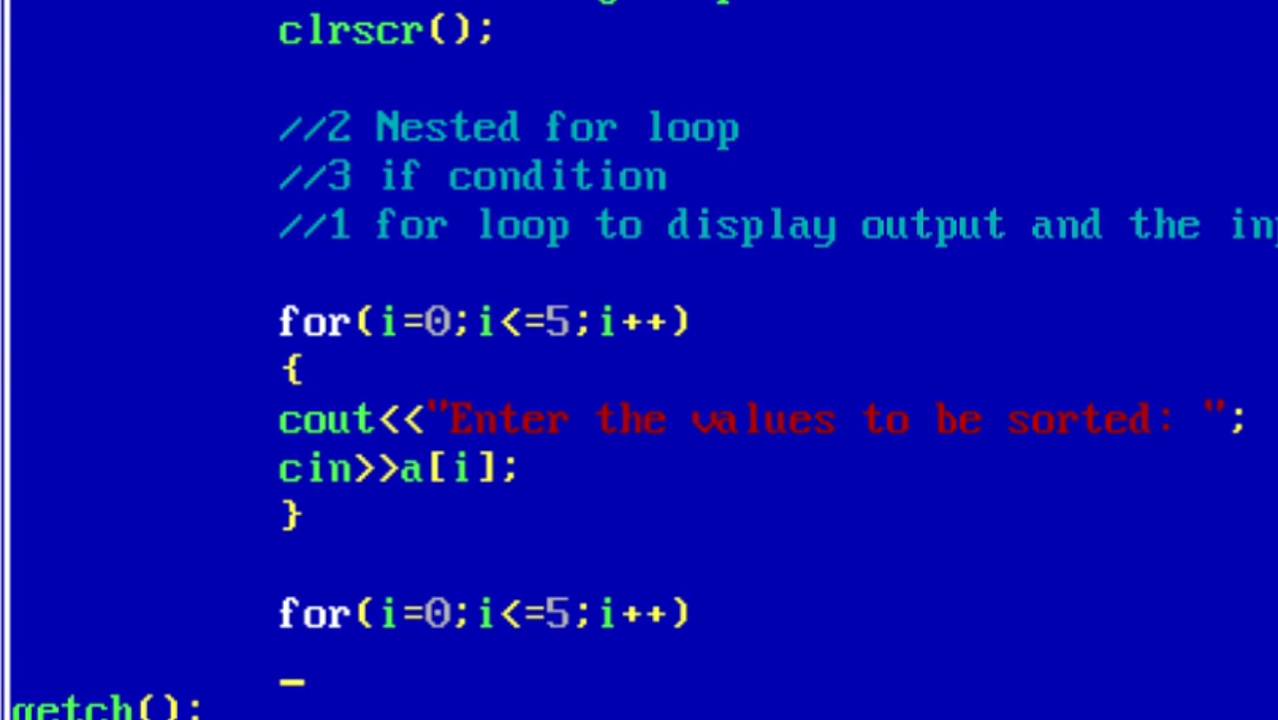 clrscr();
//2 Nested for loop
//3 if condition
//1 for loop to display output and the
for(i=0;i<=5;i++)
{
cout<<"Enter the values to be sorted: ";
cin>>a[i];
}
for(i=0;i<=5;i++)
getch();